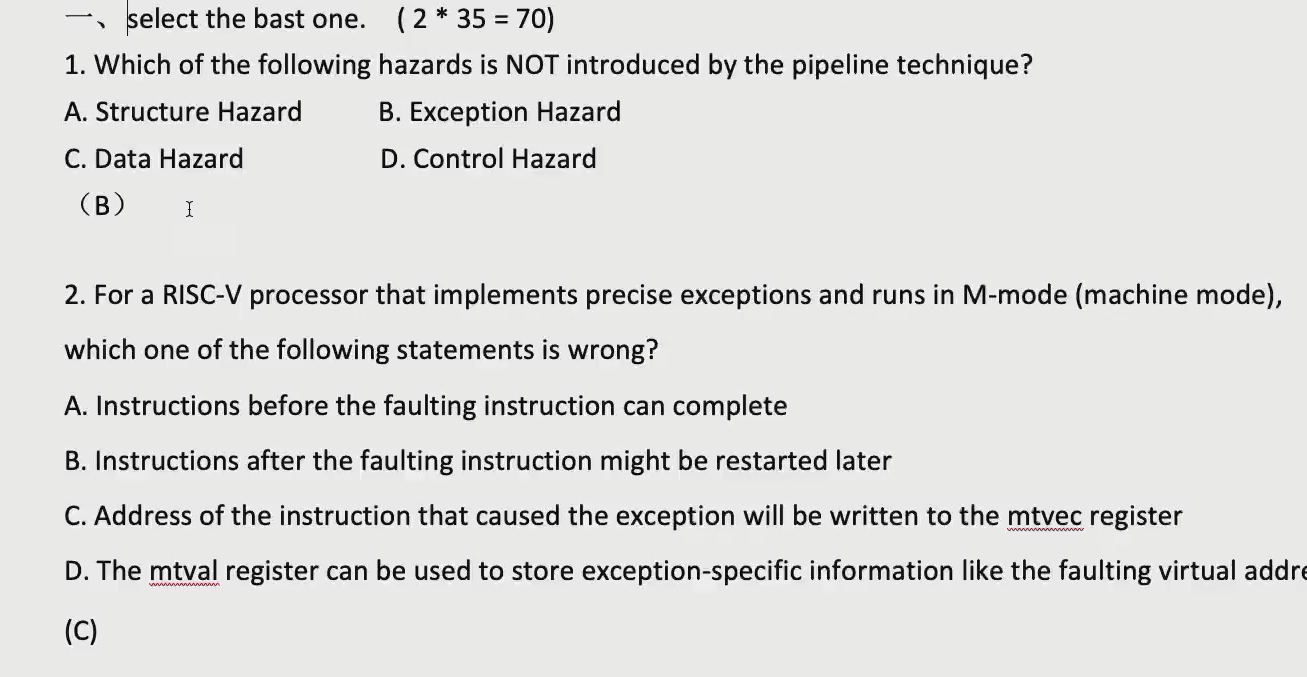 一、select the bast one. ( 2 * 35 = 70)
1. Which of the following hazards is NOT introduced by the pipeline technique?
A. Structure Hazard B. Exception Hazard
C. Data Hazard D. Control Hazard
（B）
2. For a RISC-V processor that implements precise exceptions and runs in M-mode (machine mode),
which one of the following statements is wrong?
A. Instructions before the faulting instruction can complete
B. Instructions after the faulting instruction might be restarted later
C. Address of the instruction that caused the exception will be written to the mtvec register
D. The mtval register can be used to store exception-specific information like the faulting virtual addre
(C)